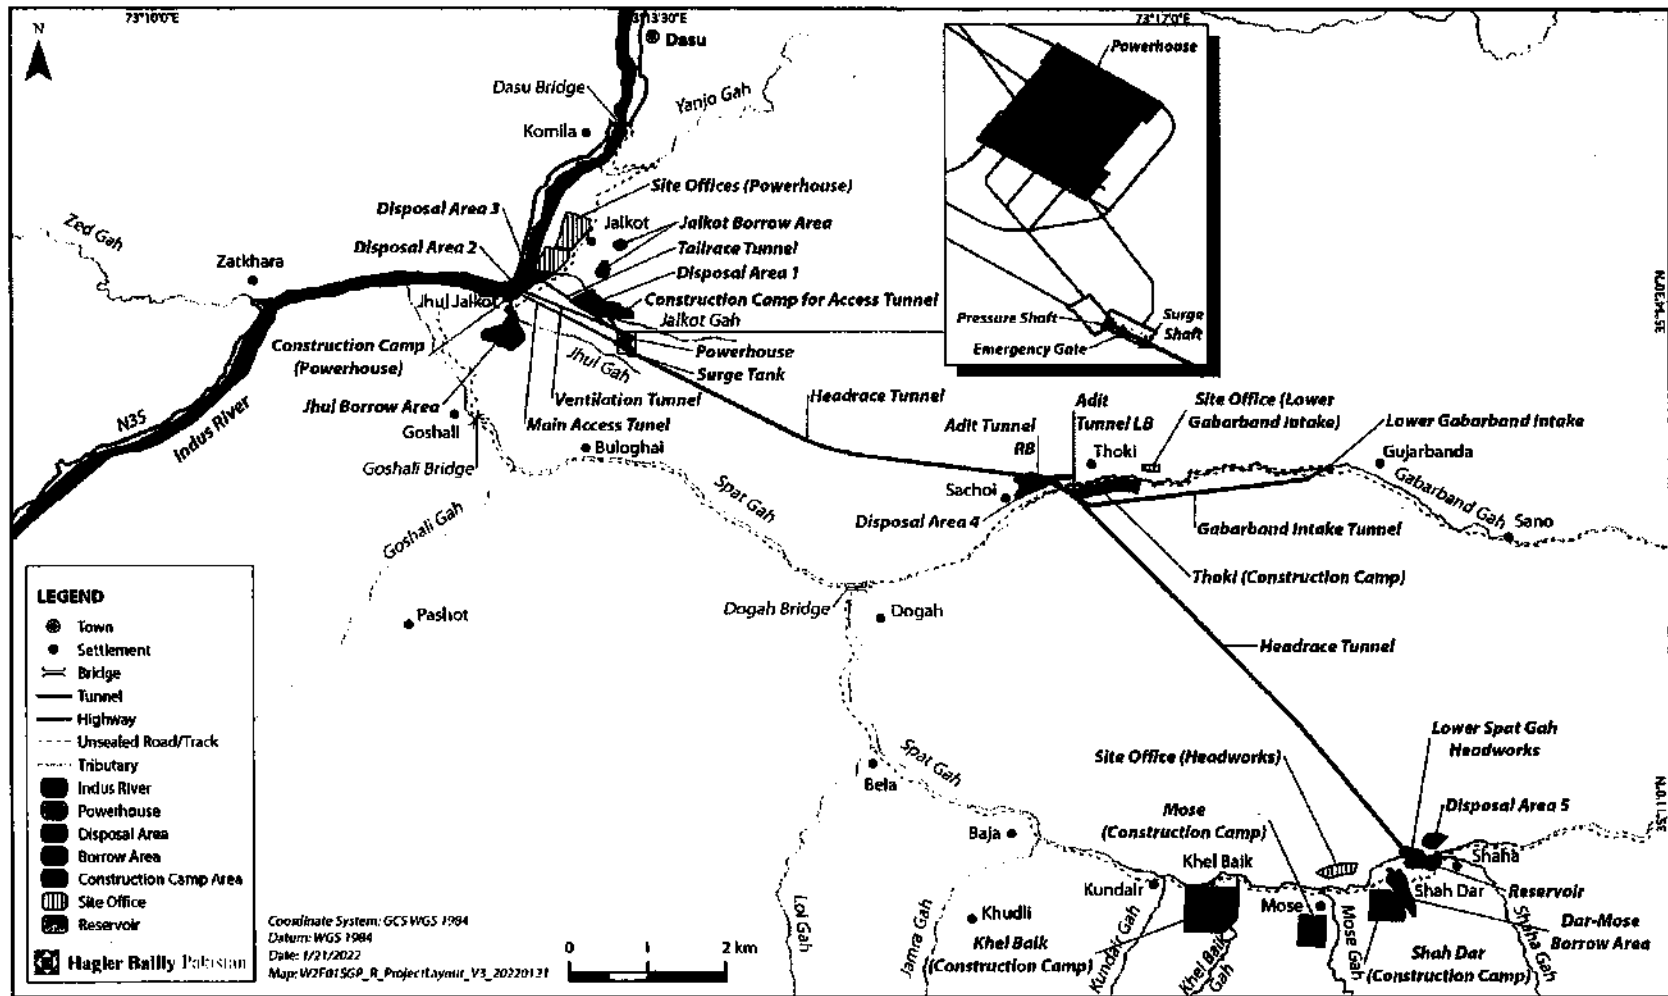 73°10'0"E
3°13'30"E
73°17'0"E
N
Dasu
Dasu Bridge
Yanjo Gah
Komila
Powerhouse
Site Offices (Powerhouse)
Disposal Area 3
Jalkot
Jalkot Borrow Area
Zed Gah
Disposal Area 2
Tailrace Tunnel
Zatkhara
Disposal Area 1
Jhul Jalkot
Construction Camp for Access Tunnel
Jalkot Gah
Pressure Shaft
Surge
Shaft
Emergency Gate
Construction Camp
(Powerhouse)
Powerhouse
Jhul Gah
Surge Tank
Jhul Borrow Area
Ventilation Tunnel
Headrace Tunnel
N35
Indus River
Goshali
Main Access Tunel
Adit Tunnel
RB
Adit
Tunnel LB
Site Office (Lower
Gabarband Intake)
Lower Gabarband Intake
Buloghai
Thoki
Gujarbanda
Goshali Bridge
Spat Gah
Sachoi
Gabarband Gah
Goshali Gah
Disposal Area 4
Gabarband Intake Tunnel
Sano
Thoki (Construction Camp)
Dogah Bridge
Dogah
Pashot
Headrace Tunnel
LEGEND
Town
Settlement
Bridge
Tunnel
Highway
Unsealed Road/Track
Tributary
Indus River
Powerhouse
Disposal Area
Borrow Area
Construction Camp Area
Site Office
Reservoir
Hagler Bailly Pakistan
Lower Spat Gah
Headworks
Spat Gah
Site Office (Headworks)
Bela
Mose
(Construction Camp)
Disposal Area 5
Baja
Khel Baik
Shaha
Kundair
Shah Dar
Reservoir
Khudli
Mose
Dar-Mose
Borrow Area
Khel Baik
(Construction Camp)
Shah Dar
(Construction Camp)
Loi Gah
Jamra Gah
Kundair Gah
Khel Baik
Gah
Mose Gah
Shaha Gah
Coordinate System: GCS WGS 1984
Datum: WGS 1984
Date: 1/21/2022
Map: W2F01SGP_R_ProjectLayout_V3_20220121
0 1 2 km